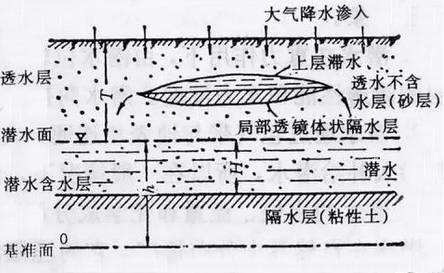 大气降水渗入
上层滞水
透水层
T
透水不含
水层(砂层)
潜水面
局部透镜体状隔水层
潜水含水层
h
H
潜水
隔水层(粘性土)
基准面
0